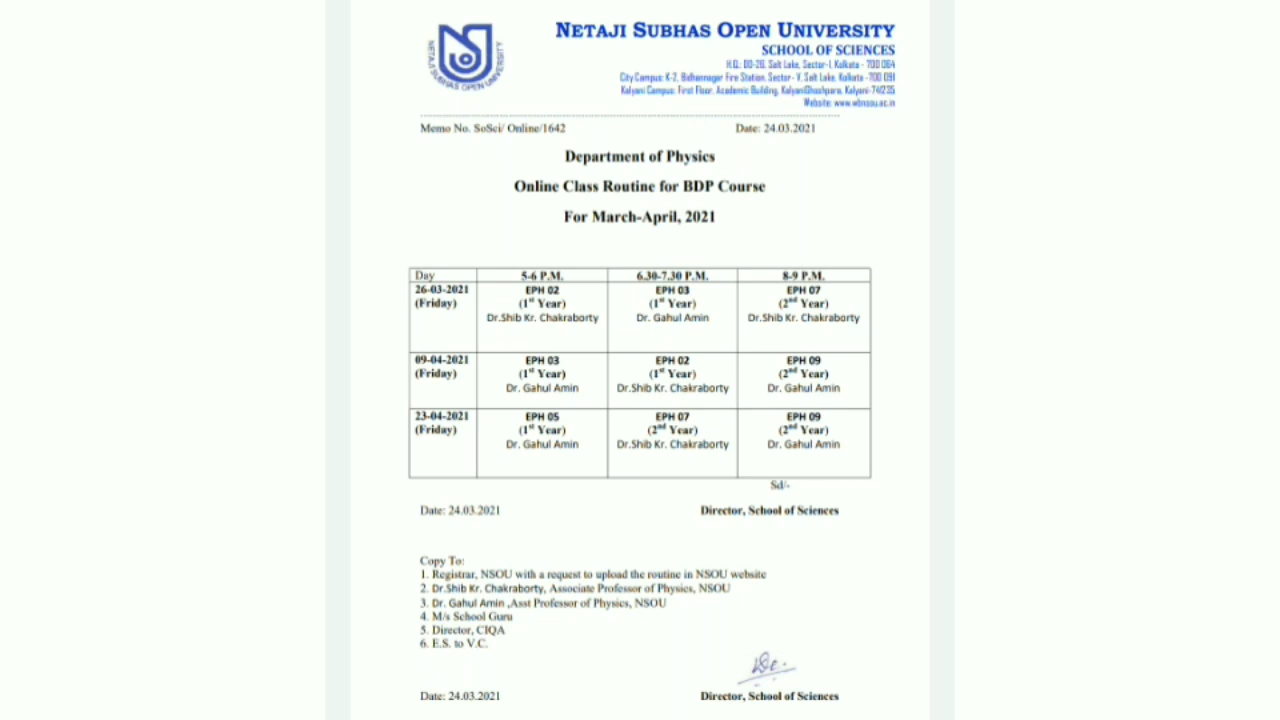 NETAJI SUBHAS OPEN UNIVERSITY
SCHOOL OF SCIENCES
H.Q.: DD-26, Salt Lake, Sector-I, Kolkata - 700 064
City Campus: K-2, Bidhannagar Fire Station, Sector- V, Salt Lake, Kolkata -700 091
Kalyani Campus: First Floor, Academic Building, KalyaniGhoshpara, Kalyani-741235
Website: www.wbnsou.ac.in
NETAJI SUBHAS OPEN UNIVERSITY
Memo No. SoSci/ Online/1642 Date: 24.03.2021
Department of Physics
Online Class Routine for BDP Course
For March-April, 2021
Day 5-6 P.M. 6.30-7.30 P.M. 8-9 P.M.
26-03-2021 EPH 02 EPH 03 EPH 07
(Friday) (1st Year) (1st Year) (2nd Year)
Dr.Shib Kr. Chakraborty Dr. Gahul Amin Dr.Shib Kr. Chakraborty
09-04-2021 EPH 03 EPH 02 EPH 09
(Friday) (1st Year) (1st Year) (2nd Year)
Dr. Gahul Amin Dr.Shib Kr. Chakraborty Dr. Gahul Amin
23-04-2021 EPH 05 EPH 07 EPH 09
(Friday) (1st Year) (2nd Year) (2nd Year)
Dr. Gahul Amin Dr.Shib Kr. Chakraborty Dr. Gahul Amin
Sd/-
Date: 24.03.2021 Director, School of Sciences
Copy To:
1. Registrar, NSOU with a request to upload the routine in NSOU website
2. Dr.Shib Kr. Chakraborty, Associate Professor of Physics, NSOU
3. Dr. Gahul Amin ,Asst Professor of Physics, NSOU
4. M/s School Guru
5. Director, CIQA
6. E.S. to V.C.
Date: 24.03.2021 Director, School of Sciences